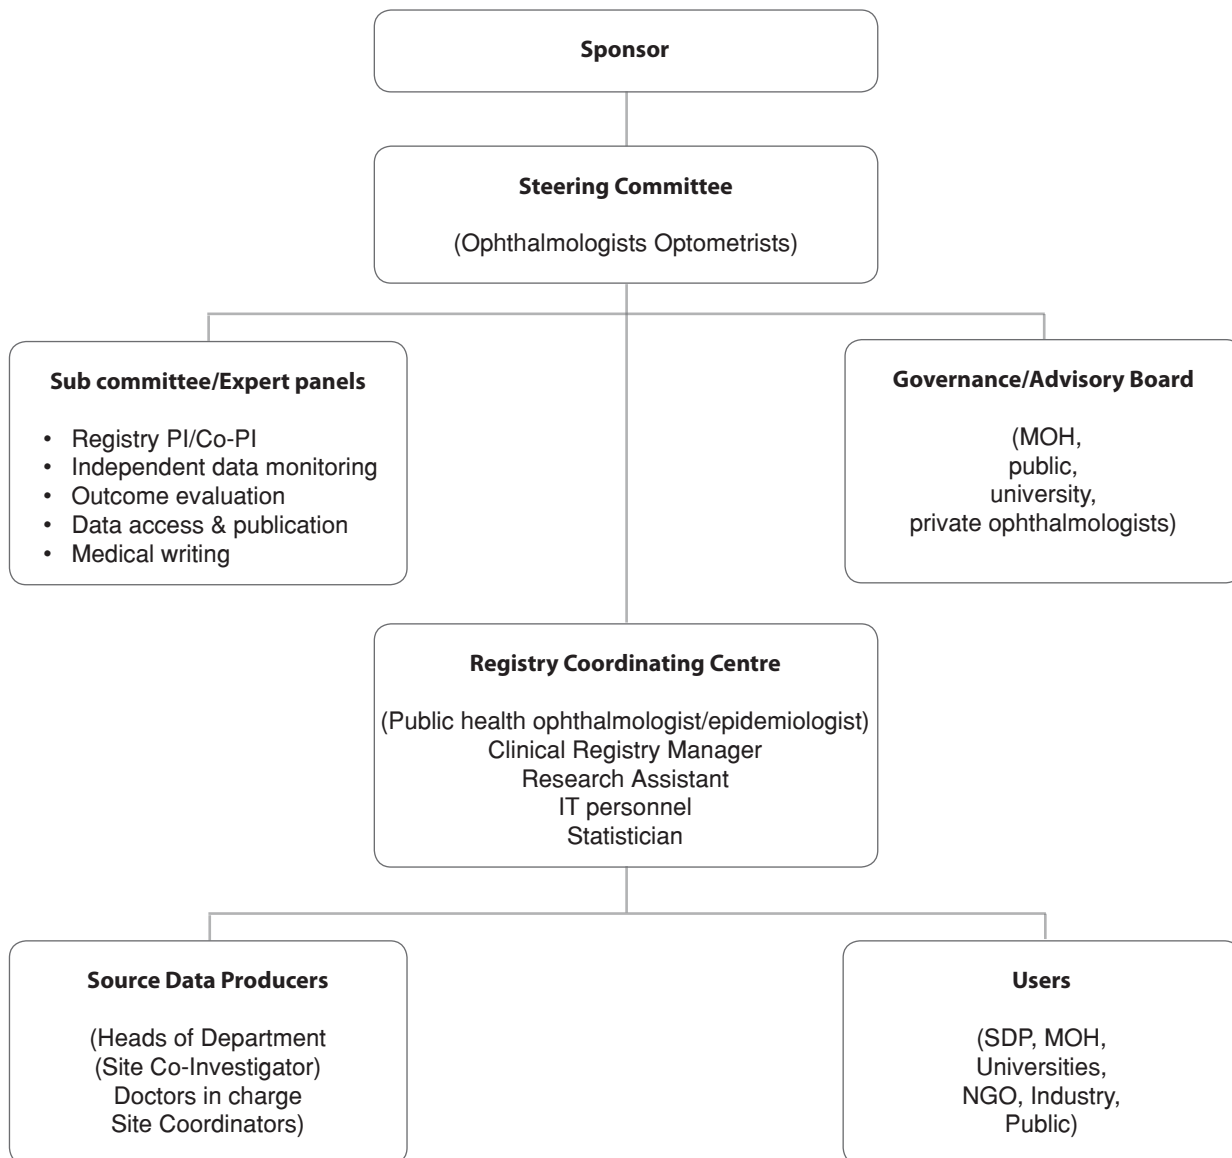 Sponsor
Steering Committee
(Ophthalmologists Optometrists)
Sub committee/Expert panels
• Registry PI/Co-PI
• Independent data monitoring
• Outcome evaluation
• Data access & publication
• Medical writing
Governance/Advisory Board
(MOH,
public,
university,
private ophthalmologists)
Registry Coordinating Centre
(Public health ophthalmologist/epidemiologist)
Clinical Registry Manager
Research Assistant
IT personnel
Statistician
Source Data Producers
(Heads of Department
(Site Co-Investigator)
Doctors in charge
Site Coordinators)
Users
(SDP, MOH,
Universities,
NGO, Industry,
Public)